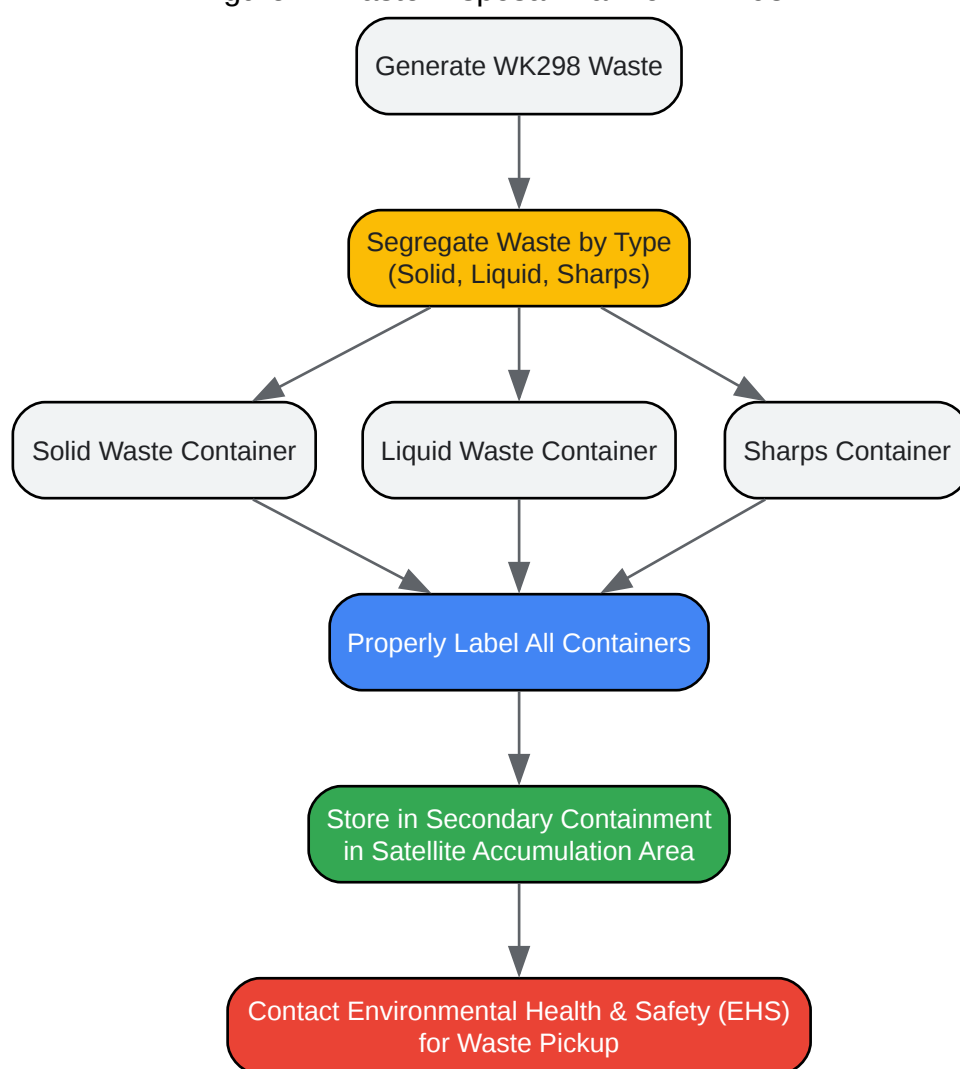 Generate WK298 Waste
Segregate Waste by Type
(Solid, Liquid, Sharps)
Solid Waste Container
Liquid Waste Container
Sharps Container
Properly Label All Containers
Store in Secondary Containment
in Satellite Accumulation Area
Contact Environmental Health & Safety (EHS)
for Waste Pickup